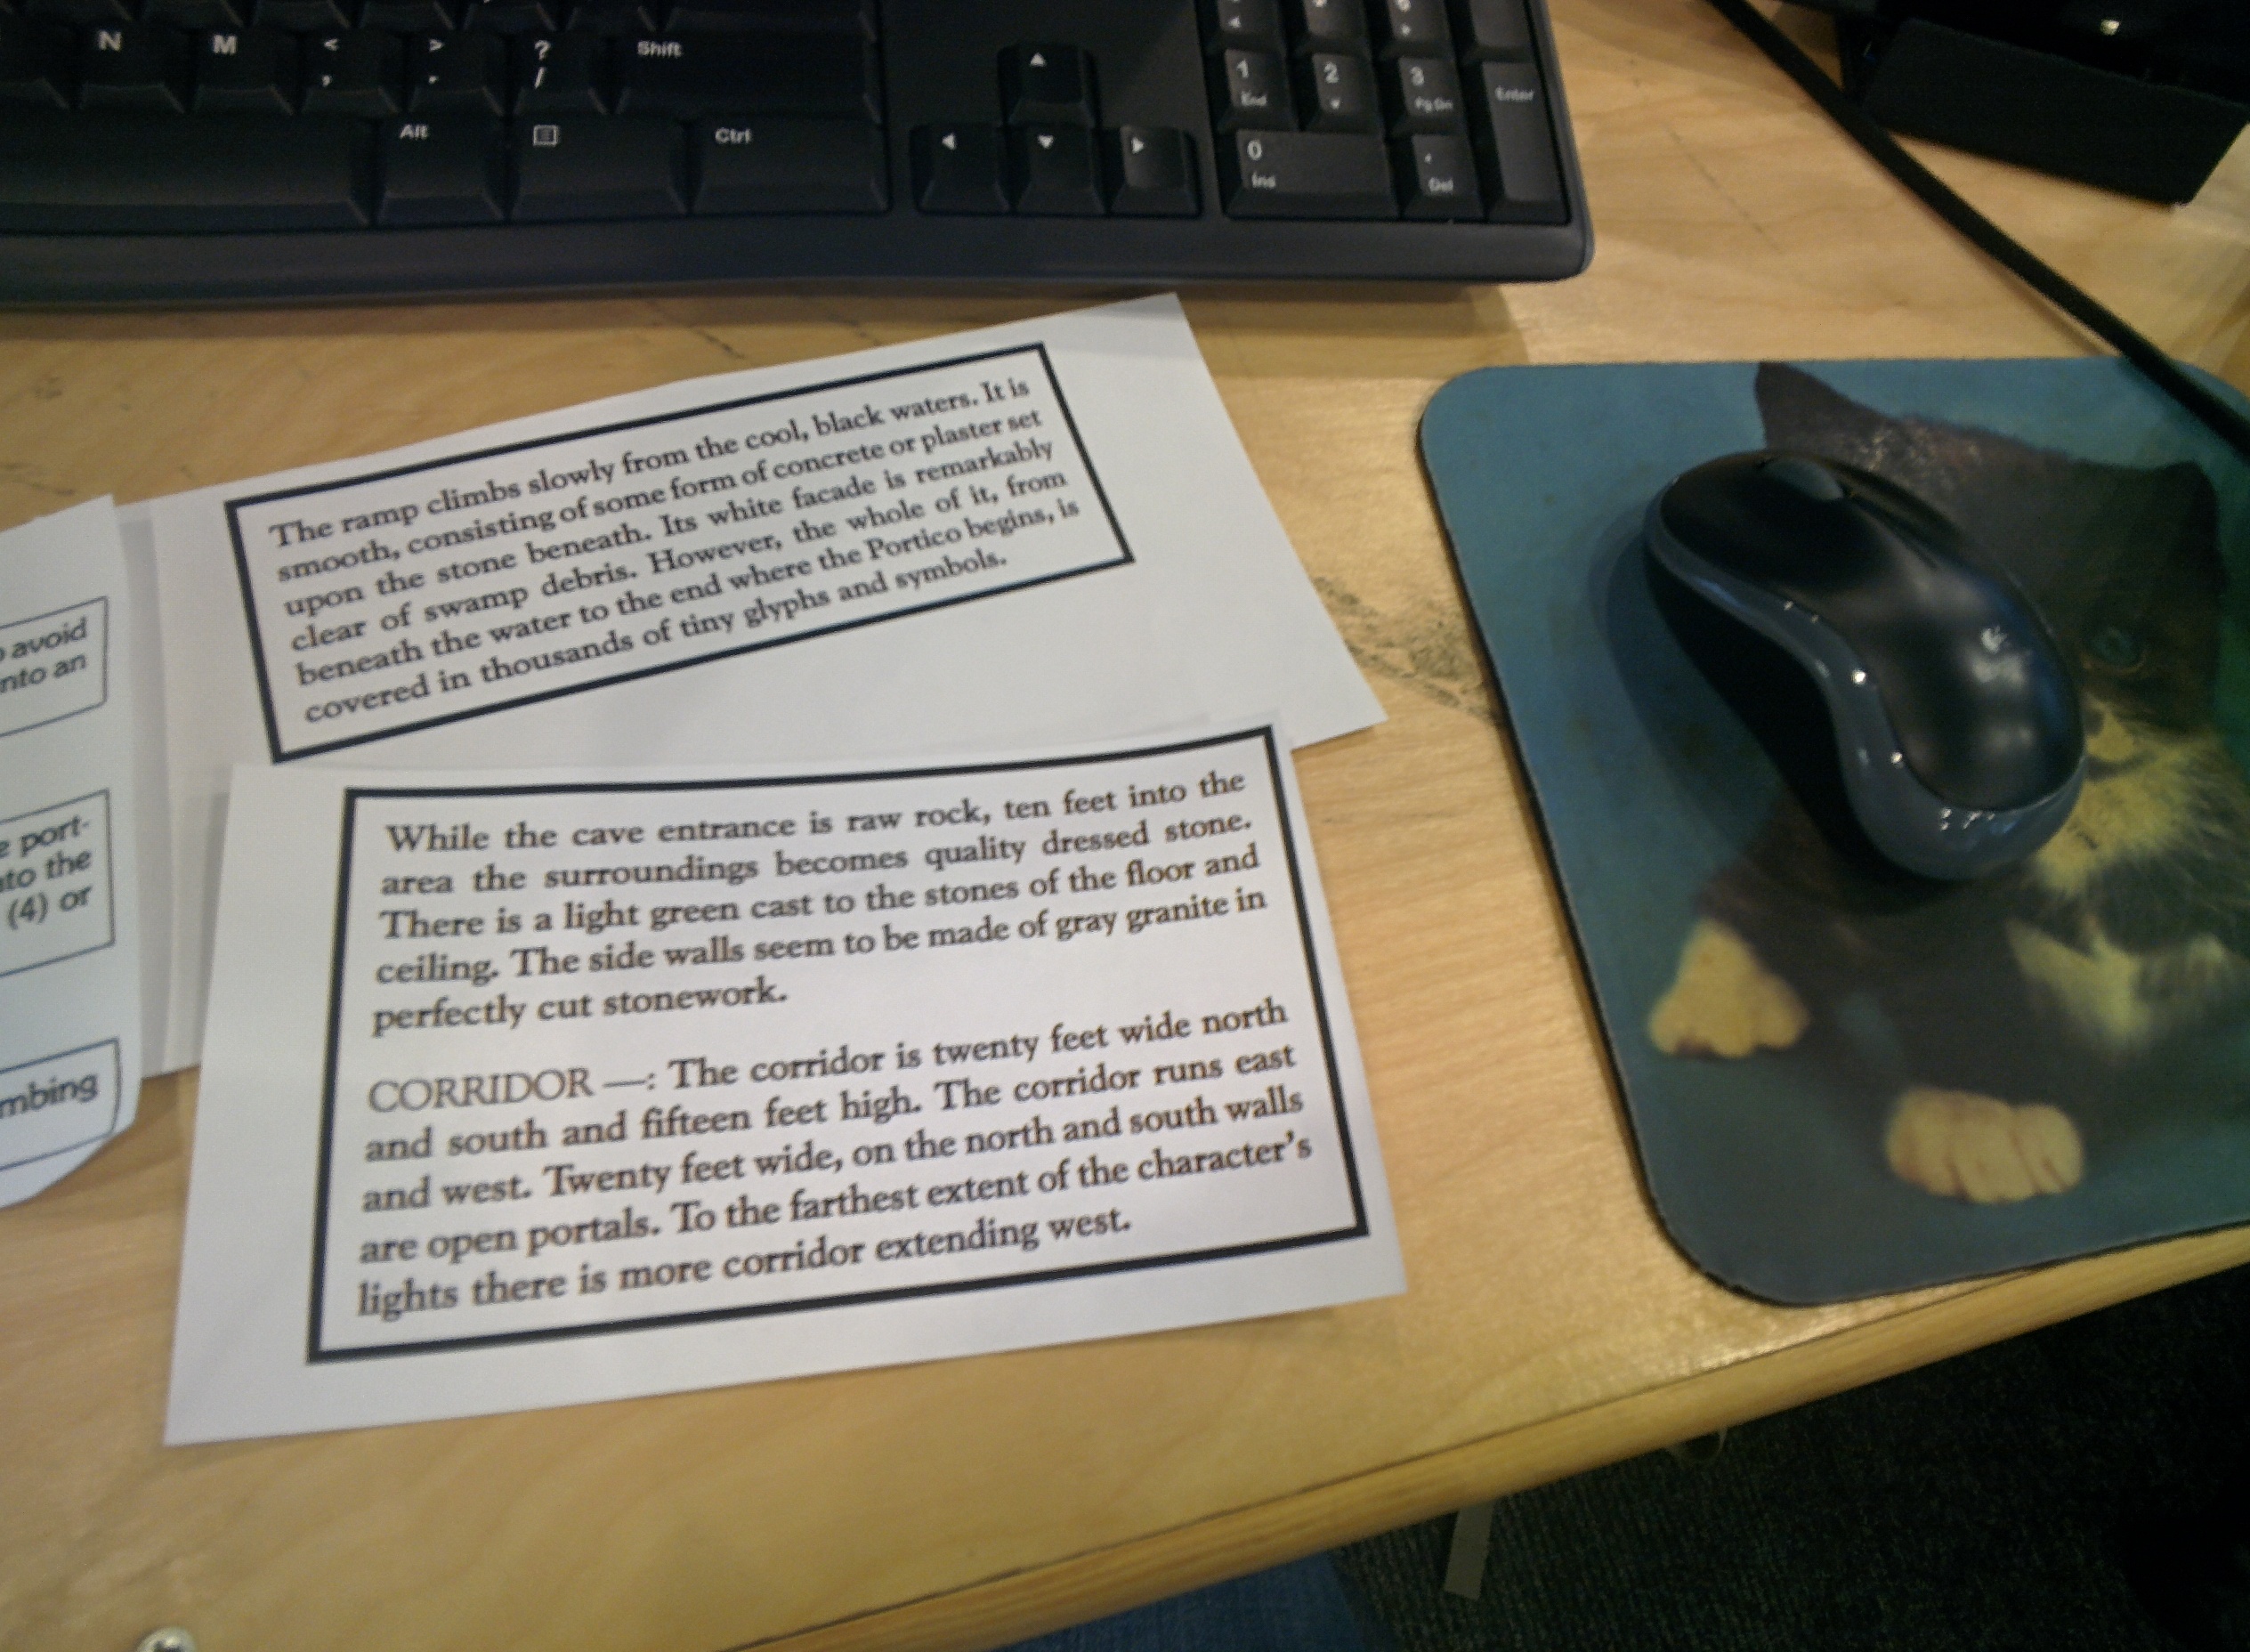 N M < > ? Shift
, . /
Alt Ctrl
1 2 3 Enter
End Pg Dn
0 .
Ins Del
The ramp climbs slowly from the cool, black waters. It is
smooth, consisting of some form of concrete or plaster set
upon the stone beneath. Its white facade is remarkably
clear of swamp debris. However, the whole of it, from
beneath the water to the end where the Portico begins, is
covered in thousands of tiny glyphs and symbols.
avoid
nto an
port-
to the
(4) or
mbing
While the cave entrance is raw rock, ten feet into the
area the surroundings becomes quality dressed stone.
There is a light green cast to the stones of the floor and
ceiling. The side walls seem to be made of gray granite in
perfectly cut stonework.
CORRIDOR —: The corridor is twenty feet wide north
and south and fifteen feet high. The corridor runs east
and west. Twenty feet wide, on the north and south walls
are open portals. To the farthest extent of the character's
lights there is more corridor extending west.